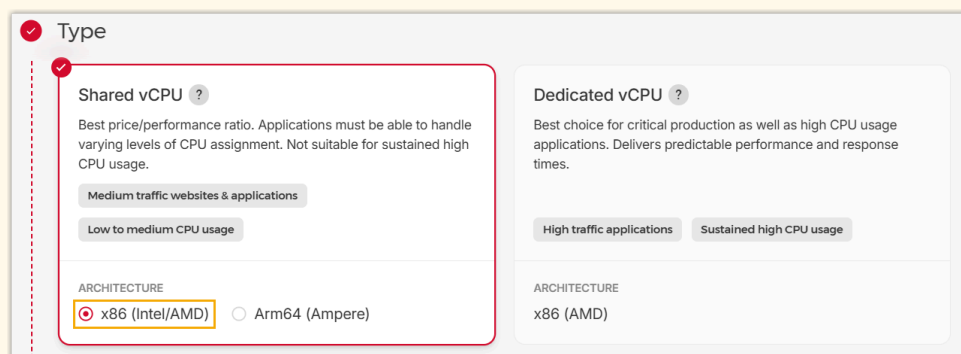 Type
Shared vCPU ?
Best price/performance ratio. Applications must be able to handle
varying levels of CPU assignment. Not suitable for sustained high
CPU usage.
Medium traffic websites & applications
Low to medium CPU usage
ARCHITECTURE
x86 (Intel/AMD) Arm64 (Ampere)
Dedicated vCPU ?
Best choice for critical production as well as high CPU usage
applications. Delivers predictable performance and response
times.
High traffic applications Sustained high CPU usage
ARCHITECTURE
x86 (AMD)